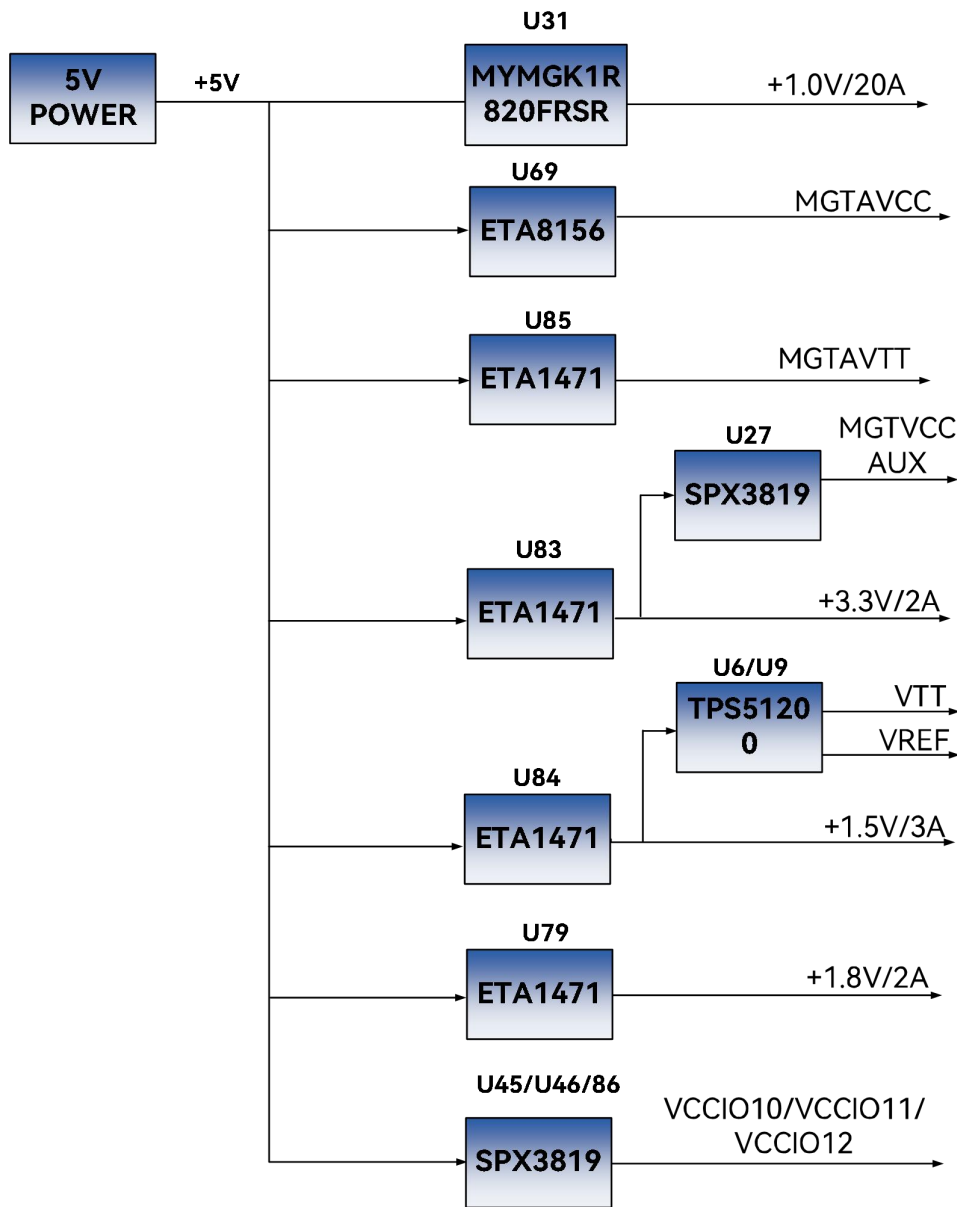 U31
5V
POWER
+5V
MYMGK1R
820FRSR
+1.0V/20A
U69
ETA8156
MGTAVCC
U85
ETA1471
MGTAVTT
U27
SPX3819
MGTVCC
AUX
U83
ETA1471
+3.3V/2A
U6/U9
TPS5120
0
VTT
VREF
U84
ETA1471
+1.5V/3A
U79
ETA1471
+1.8V/2A
U45/U46/86
SPX3819
VCCIO10/VCCIO11/
VCCIO12